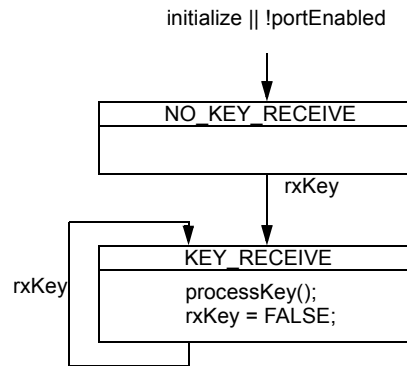 initialize || !portEnabled
NO_KEY_RECEIVE
rxKey
KEY_RECEIVE
rxKey
processKey();
rxKey = FALSE;